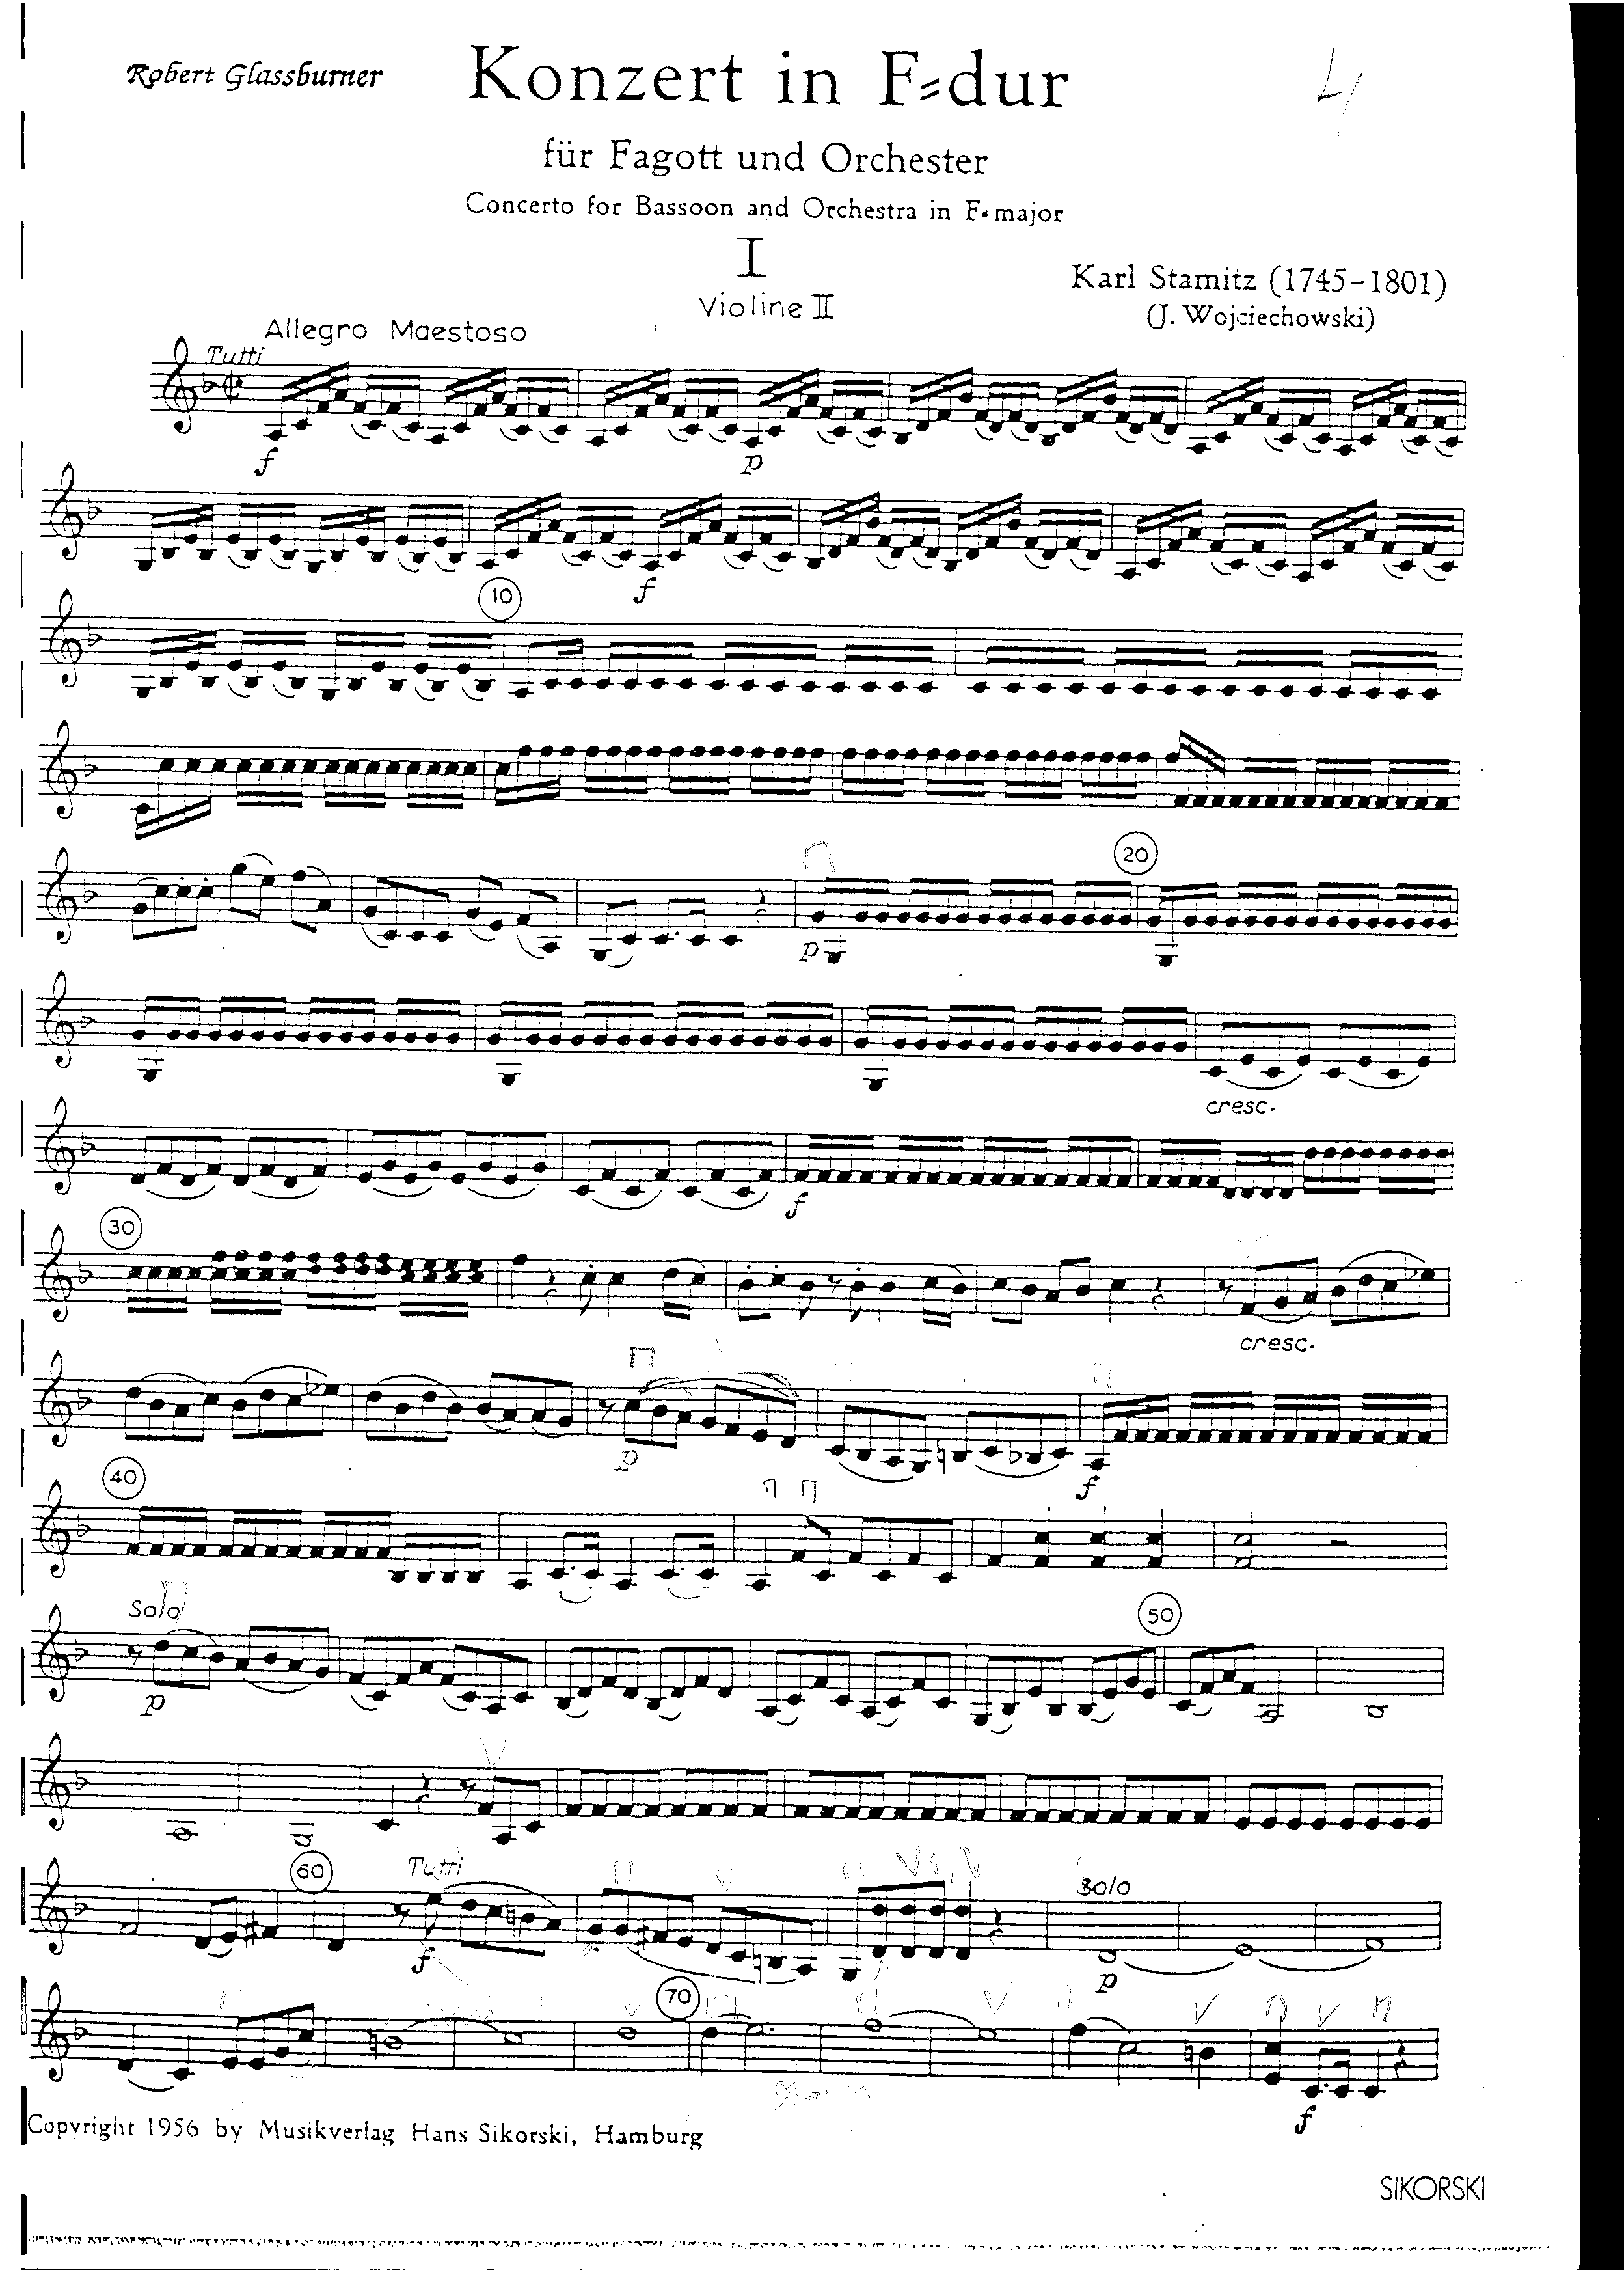 Robert Glassburner
Konzert in F-dur
für Fagott und Orchester
Concerto for Bassoon and Orchestra in F-major
I
Karl Stamitz (1745-1801)
(J. Wojciechowski)
Violine II
Allegro Maestoso
Tutti
f
p
f
10
20
p
cresc.
f
30
cresc.
p
f
40
Solo
50
p
60
Tutti
f
Solo
p
70
f
Copyright 1956 by Musikverlag Hans Sikorski, Hamburg
SIKORSKI